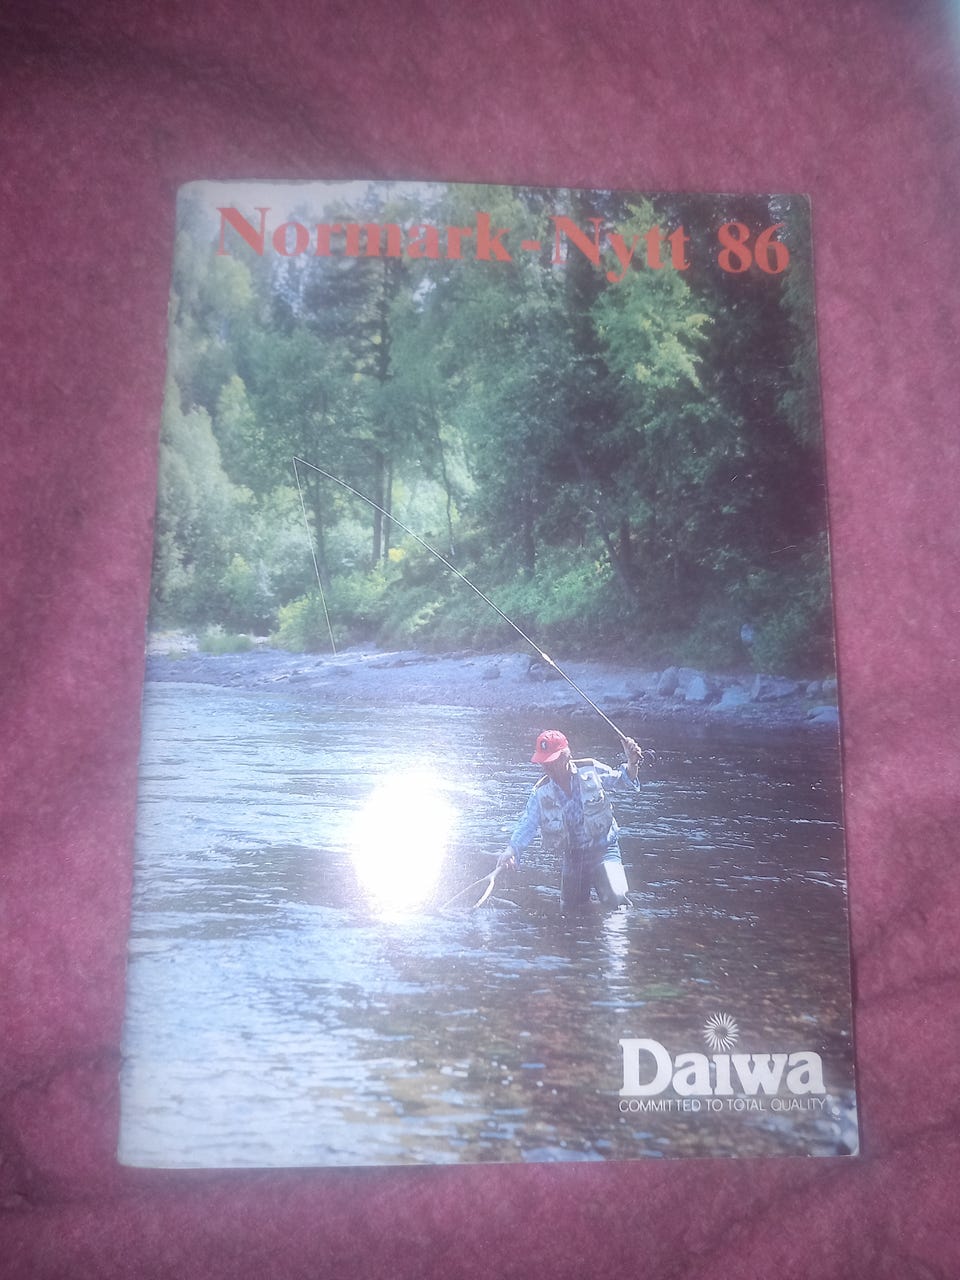 Normark-Nytt 86
Daiwa
COMMITTED TO TOTAL QUALITY